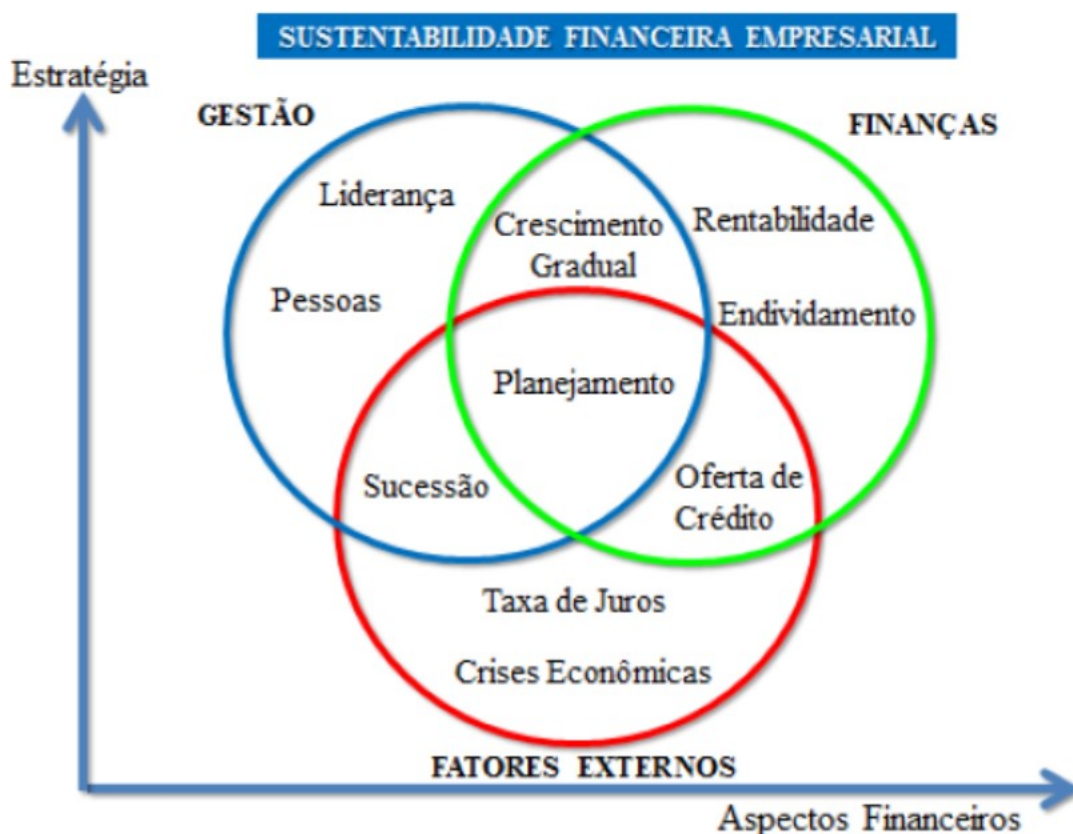 SUSTENTABILIDADE FINANCEIRA EMPRESARIAL
Estratégia
GESTÃO
FINANÇAS
Liderança
Crescimento
Gradual
Rentabilidade
Pessoas
Endividamento
Planejamento
Sucessão
Oferta de
Crédito
Taxa de Juros
Crises Econômicas
FATORES EXTERNOS
Aspectos Financeiros